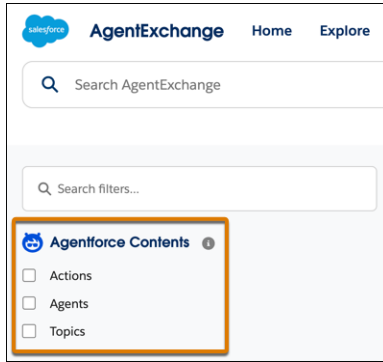 salesforce AgentExchange Home Explore
Search AgentExchange
Search filters...
Agentforce Contents
Actions
Agents
Topics